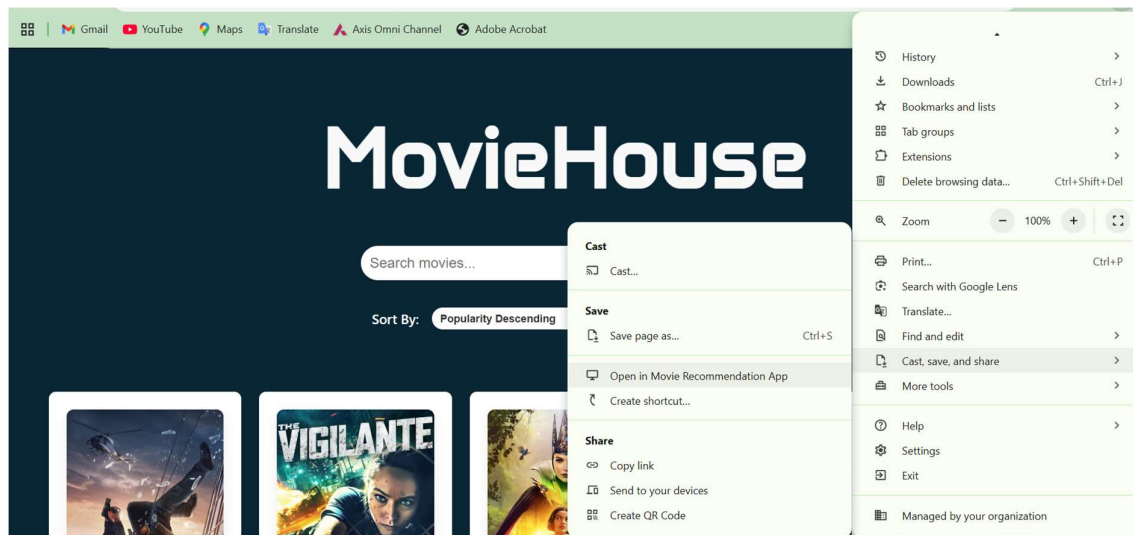 Gmail
YouTube
Maps
Translate
Axis Omni Channel
Adobe Acrobat
MovieHouse
Search movies...
Sort By:
Popularity Descending
THE
VIGILANTE
Cast
Cast...
Save
Save page as... Ctrl+S
Open in Movie Recommendation App
Create shortcut...
Share
Copy link
Send to your devices
Create QR Code
History
Downloads Ctrl+J
Bookmarks and lists
Tab groups
Extensions
Delete browsing data... Ctrl+Shift+Del
Zoom − 100% +
Print... Ctrl+P
Search with Google Lens
Translate...
Find and edit
Cast, save, and share
More tools
Help
Settings
Exit
Managed by your organization